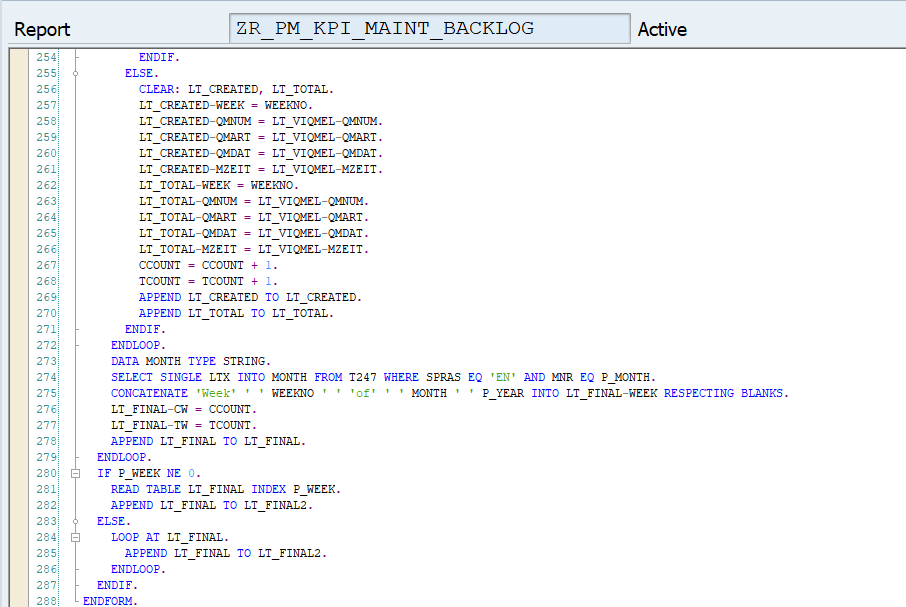 Report ZR_PM_KPI_MAINT_BACKLOG Active
254 ENDIF.
255 ELSE.
256 CLEAR: LT_CREATED, LT_TOTAL.
257 LT_CREATED-WEEK = WEEKNO.
258 LT_CREATED-QMNUM = LT_VIQMEL-QMNUM.
259 LT_CREATED-QMART = LT_VIQMEL-QMART.
260 LT_CREATED-QMDAT = LT_VIQMEL-QMDAT.
261 LT_CREATED-MZEIT = LT_VIQMEL-MZEIT.
262 LT_TOTAL-WEEK = WEEKNO.
263 LT_TOTAL-QMNUM = LT_VIQMEL-QMNUM.
264 LT_TOTAL-QMART = LT_VIQMEL-QMART.
265 LT_TOTAL-QMDAT = LT_VIQMEL-QMDAT.
266 LT_TOTAL-MZEIT = LT_VIQMEL-MZEIT.
267 CCOUNT = CCOUNT + 1.
268 TCOUNT = TCOUNT + 1.
269 APPEND LT_CREATED TO LT_CREATED.
270 APPEND LT_TOTAL TO LT_TOTAL.
271 ENDIF.
272 ENDLOOP.
273 DATA MONTH TYPE STRING.
274 SELECT SINGLE LTX INTO MONTH FROM T247 WHERE SPRAS EQ 'EN' AND MNR EQ P_MONTH.
275 CONCATENATE 'Week' ' ' WEEKNO ' ' 'of' ' ' MONTH ' ' P_YEAR INTO LT_FINAL-WEEK RESPECTING BLANKS.
276 LT_FINAL-CW = CCOUNT.
277 LT_FINAL-TW = TCOUNT.
278 APPEND LT_FINAL TO LT_FINAL.
279 ENDLOOP.
280 IF P_WEEK NE 0.
281 READ TABLE LT_FINAL INDEX P_WEEK.
282 APPEND LT_FINAL TO LT_FINAL2.
283 ELSE.
284 LOOP AT LT_FINAL.
285 APPEND LT_FINAL TO LT_FINAL2.
286 ENDLOOP.
287 ENDIF.
288 ENDFORM.